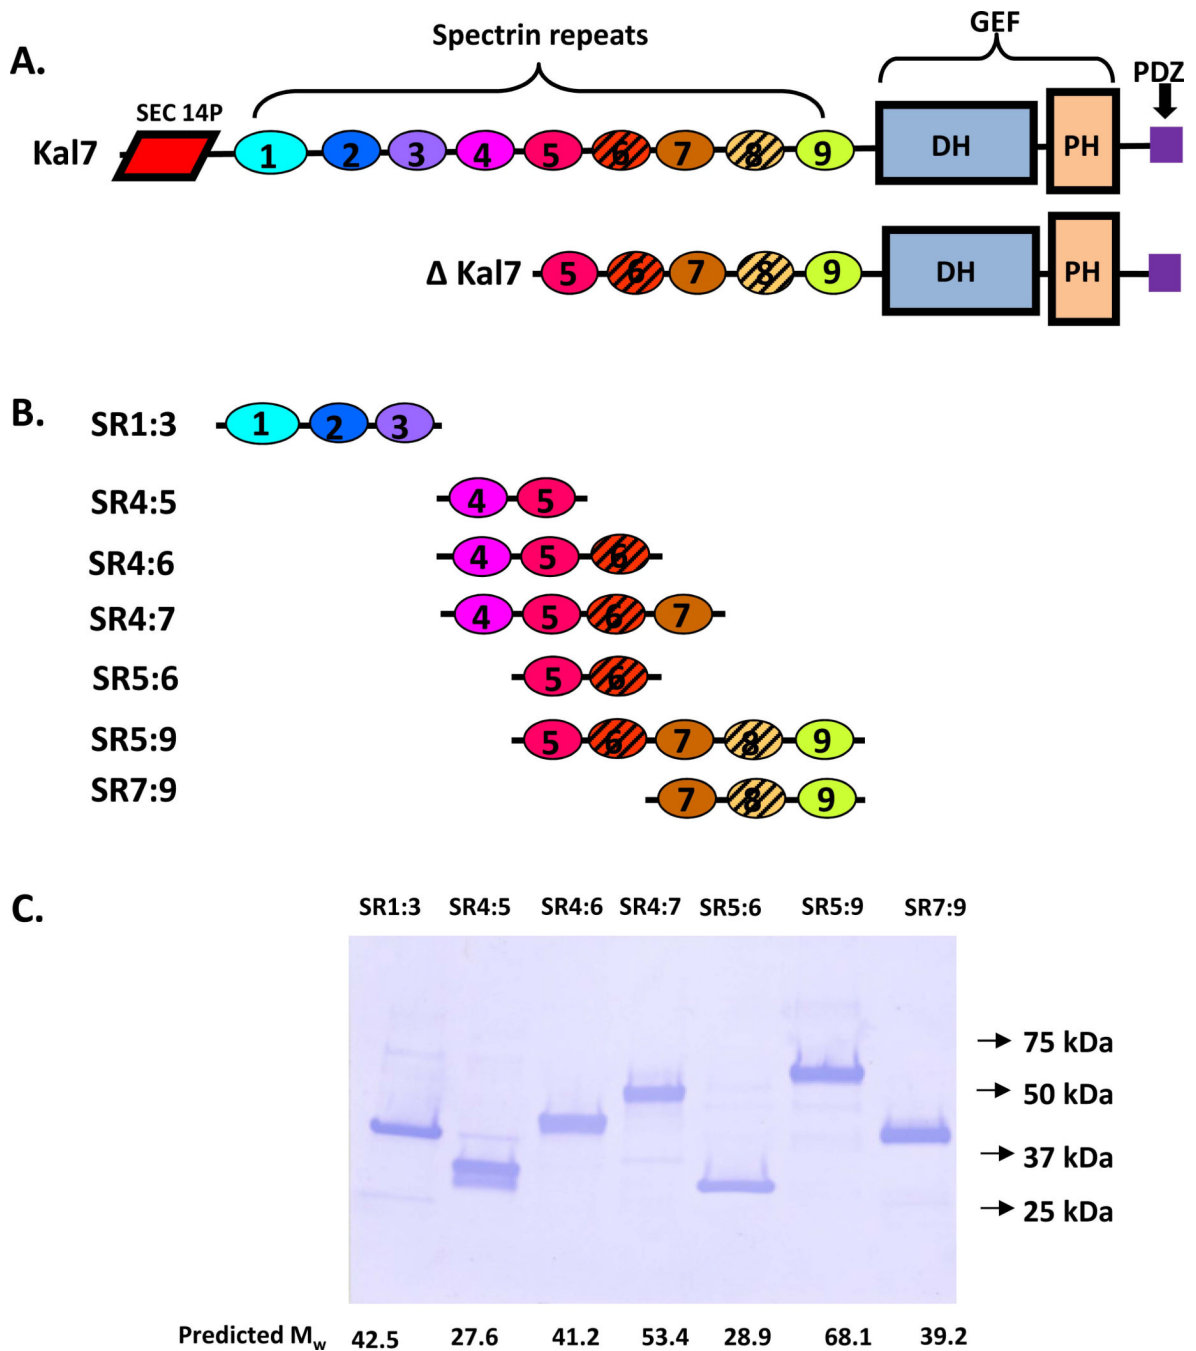 A.
Spectrin repeats
GEF
PDZ
SEC 14P
Kal7
1 2 3 4 5 6 7 8 9
DH
PH
Δ Kal7
5 6 7 8 9
DH
PH
B.
SR1:3
1 2 3
SR4:5
4 5
SR4:6
4 5 6
SR4:7
4 5 6 7
SR5:6
5 6
SR5:9
5 6 7 8 9
SR7:9
7 8 9
C.
SR1:3 SR4:5 SR4:6 SR4:7 SR5:6 SR5:9 SR7:9
75 kDa
50 kDa
37 kDa
25 kDa
Predicted Mw 42.5 27.6 41.2 53.4 28.9 68.1 39.2